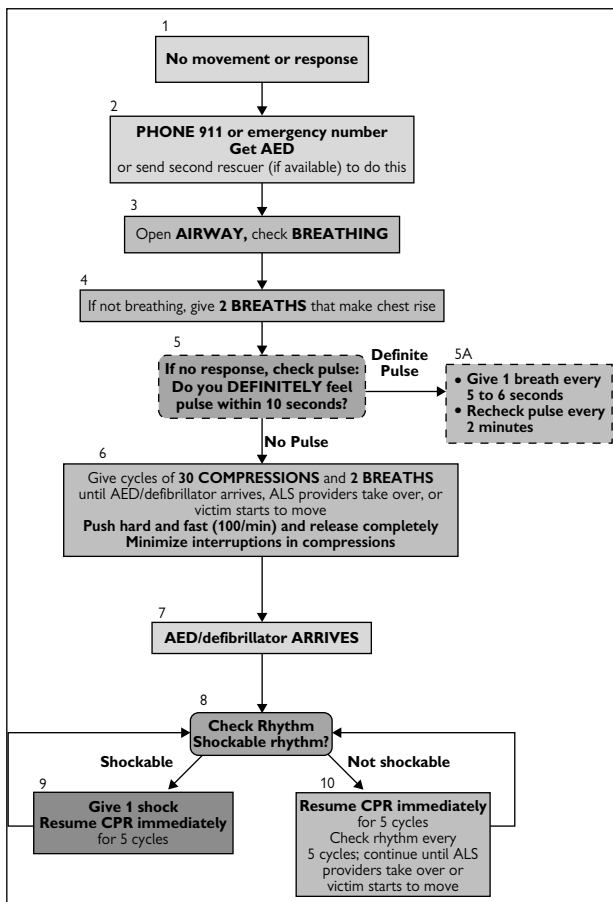 1
No movement or response
2
PHONE 911 or emergency number
Get AED
or send second rescuer (if available) to do this
3
Open AIRWAY, check BREATHING
4
If not breathing, give 2 BREATHS that make chest rise
5
If no response, check pulse:
Do you DEFINITELY feel
pulse within 10 seconds?
Definite
Pulse
5A
• Give 1 breath every
5 to 6 seconds
• Recheck pulse every
2 minutes
No Pulse
6
Give cycles of 30 COMPRESSIONS and 2 BREATHS
until AED/defibrillator arrives, ALS providers take over, or
victim starts to move
Push hard and fast (100/min) and release completely
Minimize interruptions in compressions
7
AED/defibrillator ARRIVES
8
Check Rhythm
Shockable rhythm?
Shockable
Not shockable
9
Give 1 shock
Resume CPR immediately
for 5 cycles
10
Resume CPR immediately
for 5 cycles
Check rhythm every
5 cycles; continue until ALS
providers take over or
victim starts to move